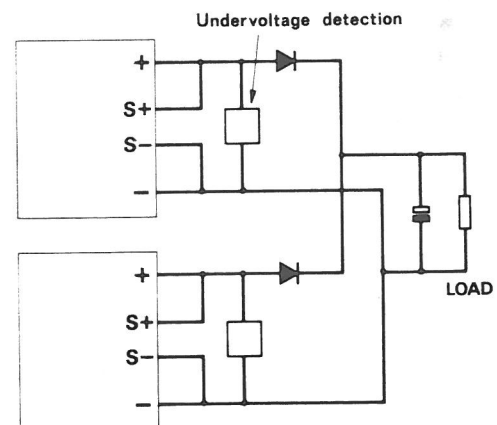 Undervoltage detection
+
S+
S−
−
LOAD
+
S+
S−
−